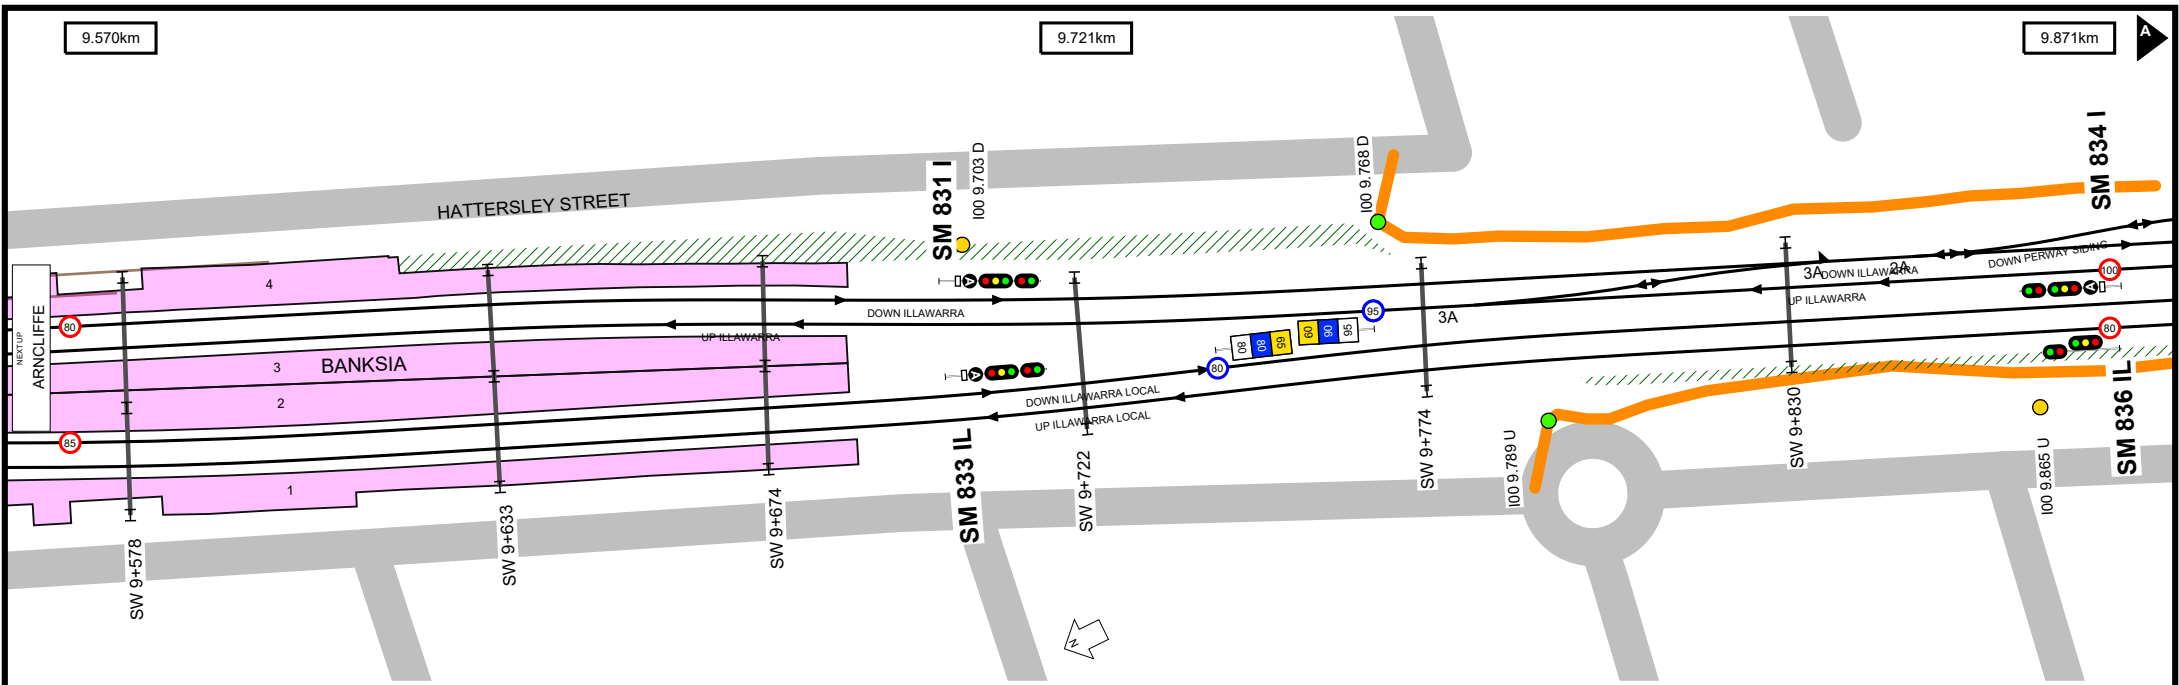 9.570km
9.721km
9.871km
A
HATTERSLEY STREET
SM 831 I
I00 9.703 D
I00 9.768 D
SM 834 I
NEXT UP
ARNCLIFFE
4
80
3
BANKSIA
2
85
1
A
DOWN ILLAWARRA
UP ILLAWARRA
A
DOWN ILLAWARRA LOCAL
UP ILLAWARRA LOCAL
80
80
80
65
60
90
95
95
3A
3A
2A
DOWN ILLAWARRA
UP ILLAWARRA
DOWN PERWAY SIDING
100
A
80
SW 9+578
SW 9+633
SW 9+674
SM 833 IL
SW 9+722
SW 9+774
I00 9.789 U
SW 9+830
I00 9.865 U
SM 836 IL
N